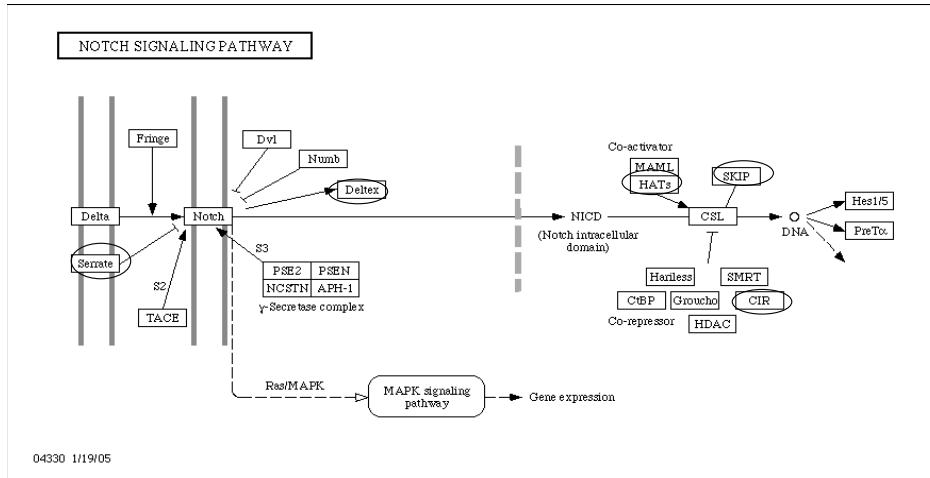 NOTCH SIGNALING PATHWAY
Fringe
Dvl
Numb
Deltex
Delta
Notch
Serrate
S2
TACE
S3
PSE2 PSEN
NCSTN APH-1
γ-Secretase complex
Co-activator
MAML
HATs
SKIP
NICD
(Notch intracellular
domain)
CSL
DNA
Hes1/5
PreTα
Hariless
SMRT
CtBP
Groucho
CIR
Co-repressor
HDAC
Ras/MAPK
MAPK signaling
pathway
Gene expression
04330 1/19/05